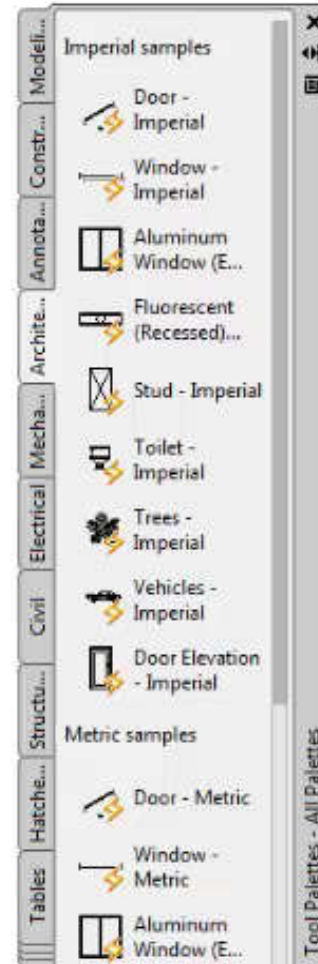 Modeli...
Constr...
Annota...
Archite...
Mecha...
Electrical
Civil
Structu...
Hatche...
Tables
Imperial samples
Door -
Imperial
Window -
Imperial
Aluminum
Window (E...
Fluorescent
(Recessed)...
Stud - Imperial
Toilet -
Imperial
Trees -
Imperial
Vehicles -
Imperial
Door Elevation
- Imperial
Metric samples
Door - Metric
Window -
Metric
Aluminum
Window (E...
Tool Palettes - All Palettes